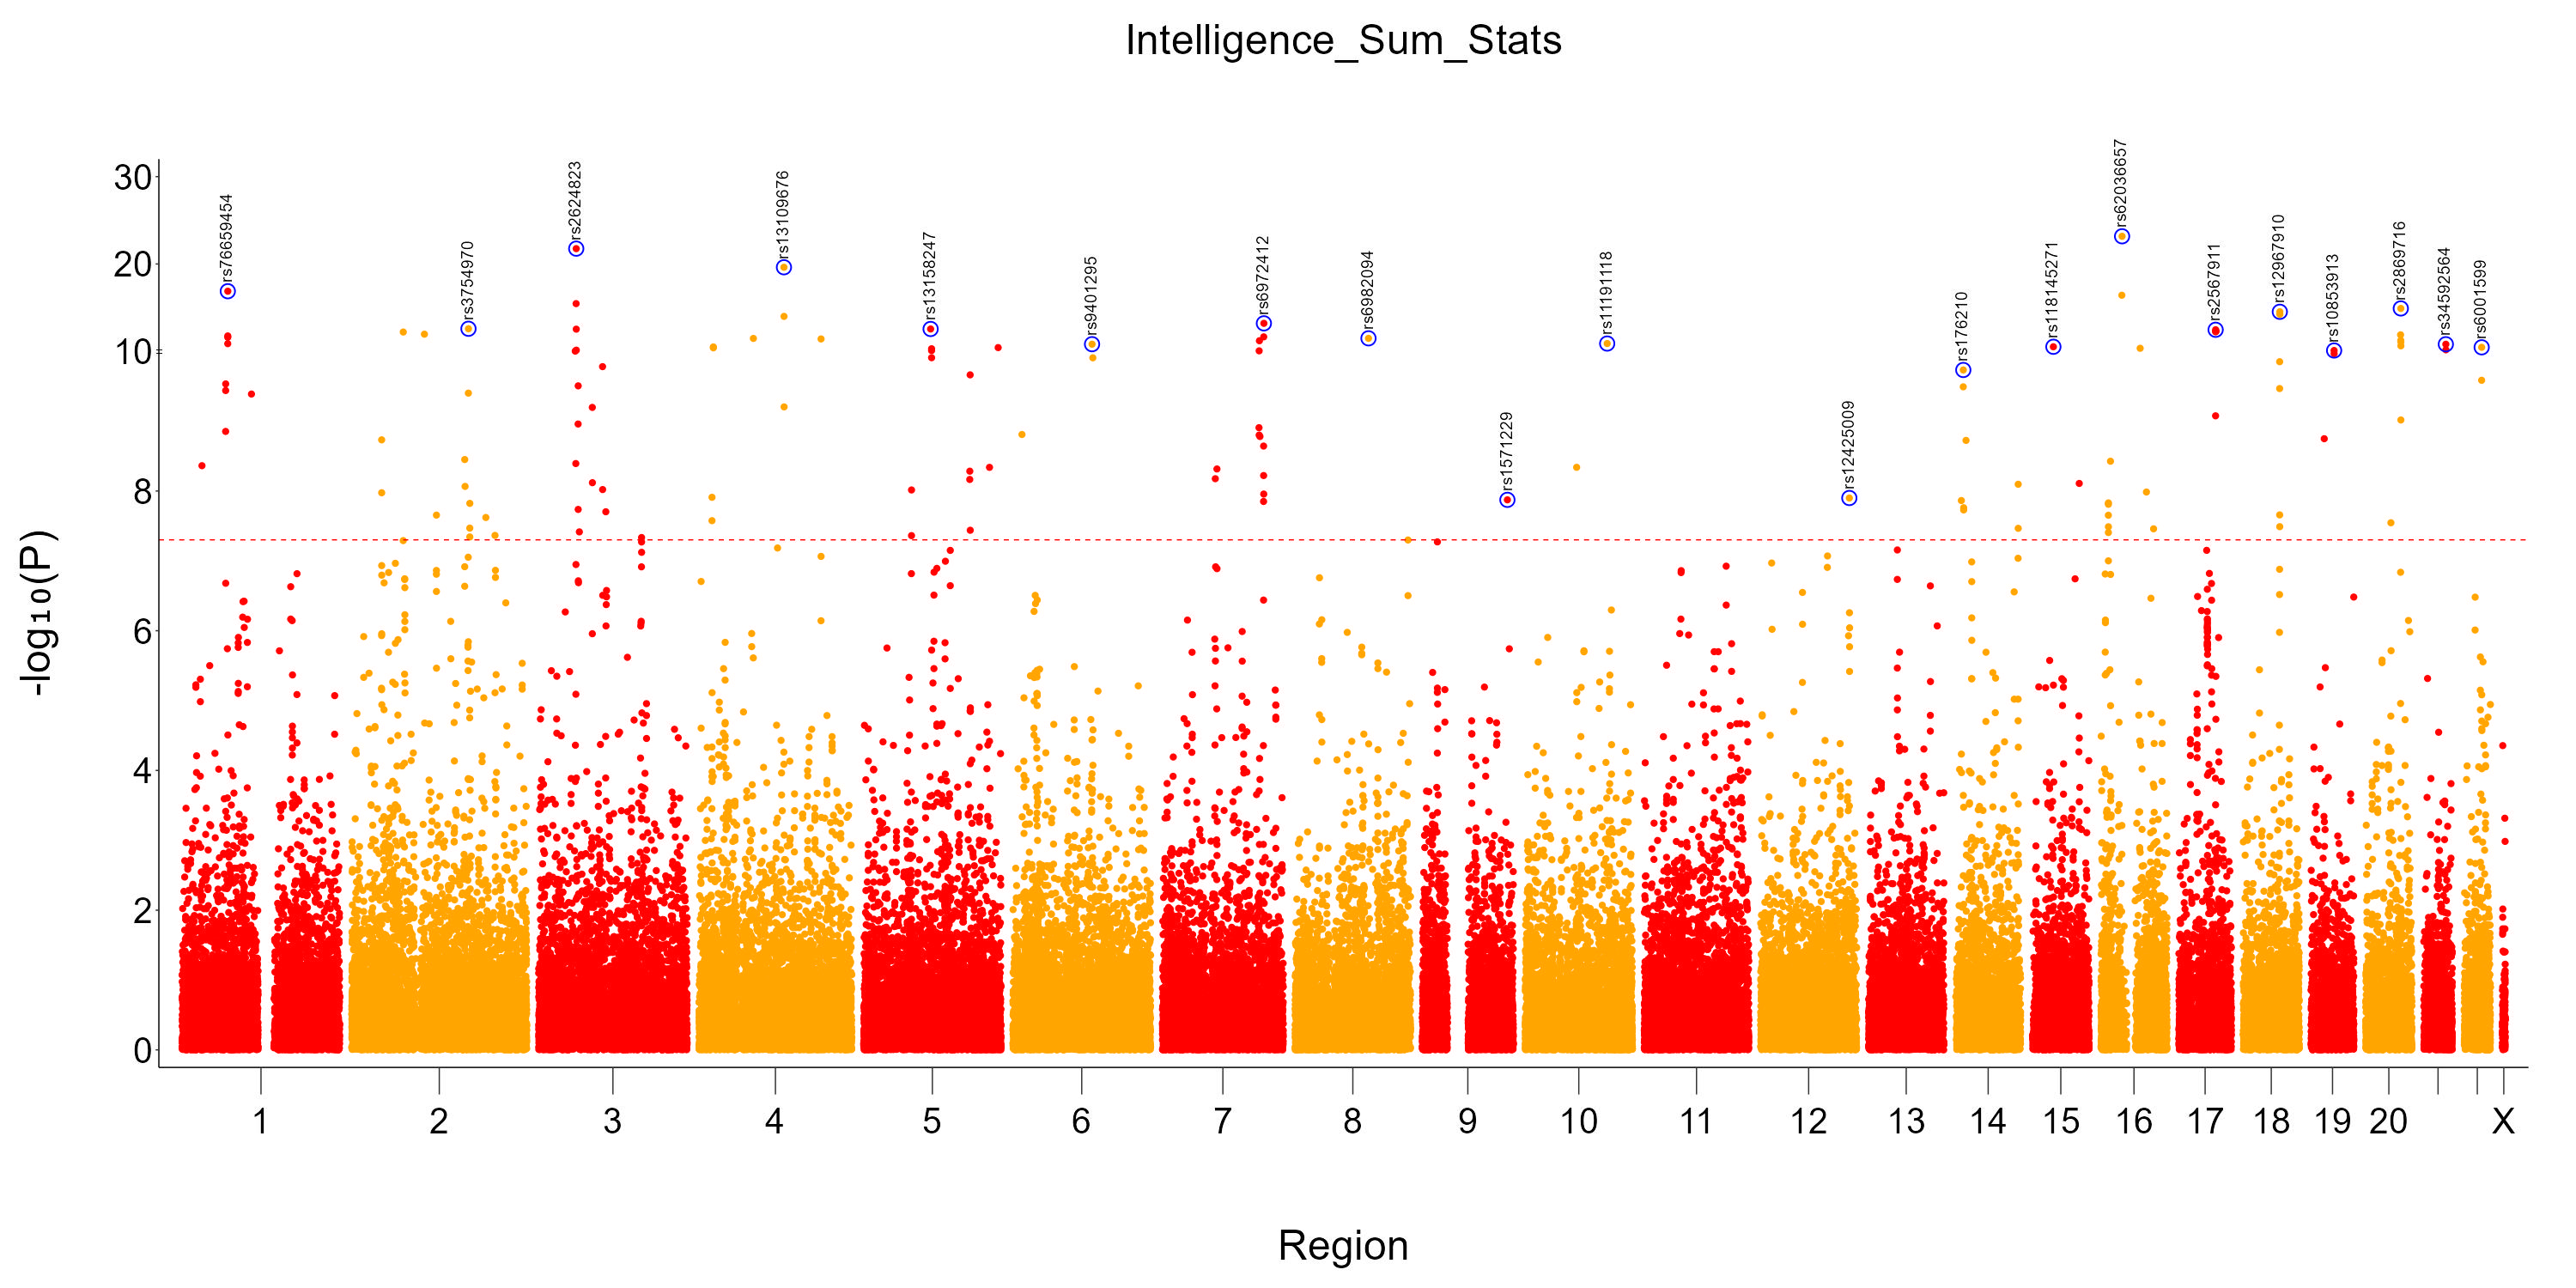 Intelligence_Sum_Stats
-log₁₀(P)
30
20
10
8
6
4
2
0
rs76659454
rs3754970
rs2624823
rs13109676
rs13158247
rs9401295
rs6972412
rs6982094
rs1571229
rs11191118
rs12425009
rs176210
rs118145271
rs62036657
rs2567911
rs12967910
rs10853913
rs2869716
rs34592564
rs6001599
1 2 3 4 5 6 7 8 9 10 11 12 13 14 15 16 17 18 19 20 X
Region